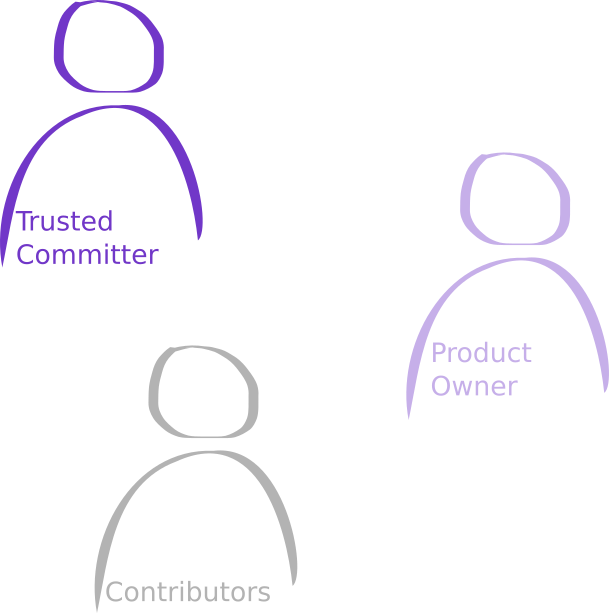 Trusted
Committer
Product
Owner
Contributors